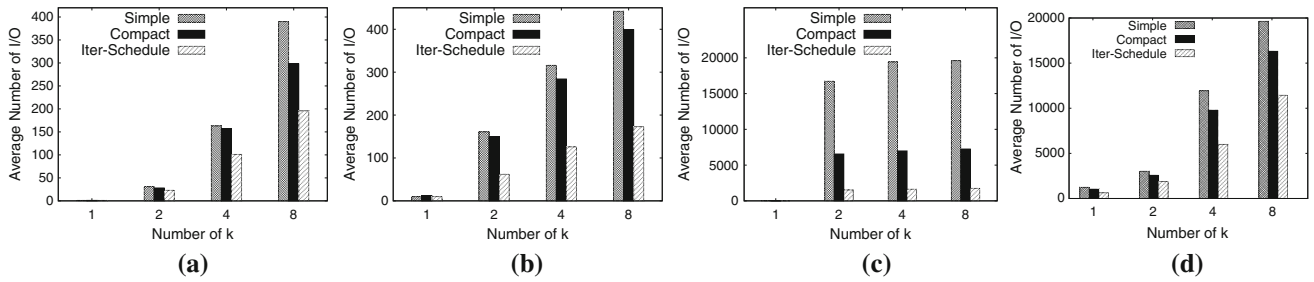 Average Number of I/O
400
350
300
250
200
150
100
50
0
Simple
Compact
Iter-Schedule
1 2 4 8
Number of k
(a)
Average Number of I/O
400
300
200
100
0
Simple
Compact
Iter-Schedule
1 2 4 8
Number of k
(b)
Average Number of I/O
20000
15000
10000
5000
0
Simple
Compact
Iter-Schedule
1 2 4 8
Number of k
(c)
Average Number of I/O
20000
15000
10000
5000
0
Simple
Compact
Iter-Schedule
1 2 4 8
Number of k
(d)